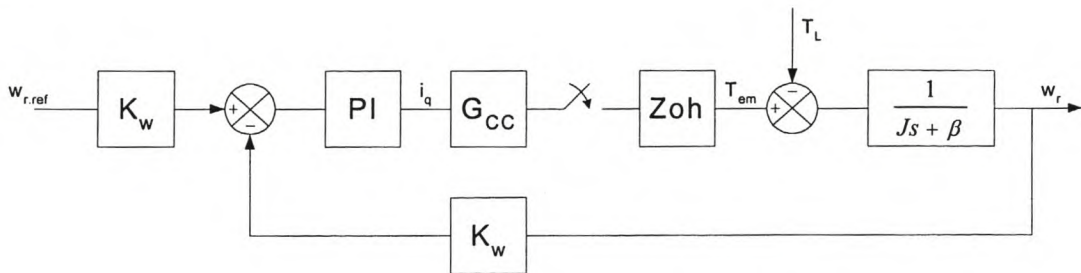 T_L
w_r.ref
K_w
+
−
PI
i_q
G_CC
Zoh
T_em
+
−
1
Js + β
w_r
K_w